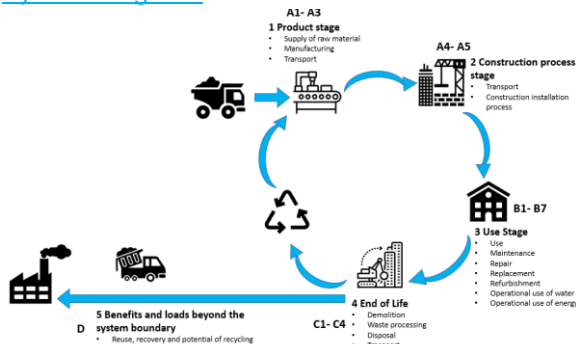 A1- A3
1 Product stage
• Supply of raw material
• Manufacturing
• Transport
A4- A5
2 Construction process
stage
• Transport
• Construction installation
process
B1- B7
3 Use Stage
• Use
• Maintenance
• Repair
• Replacement
• Refurbishment
• Operational use of water
• Operational use of energy
4 End of Life
• Demolition
• Waste processing
• Disposal
• Transport
C1- C4
5 Benefits and loads beyond the
system boundary
• Reuse, recovery and potential of recycling
D